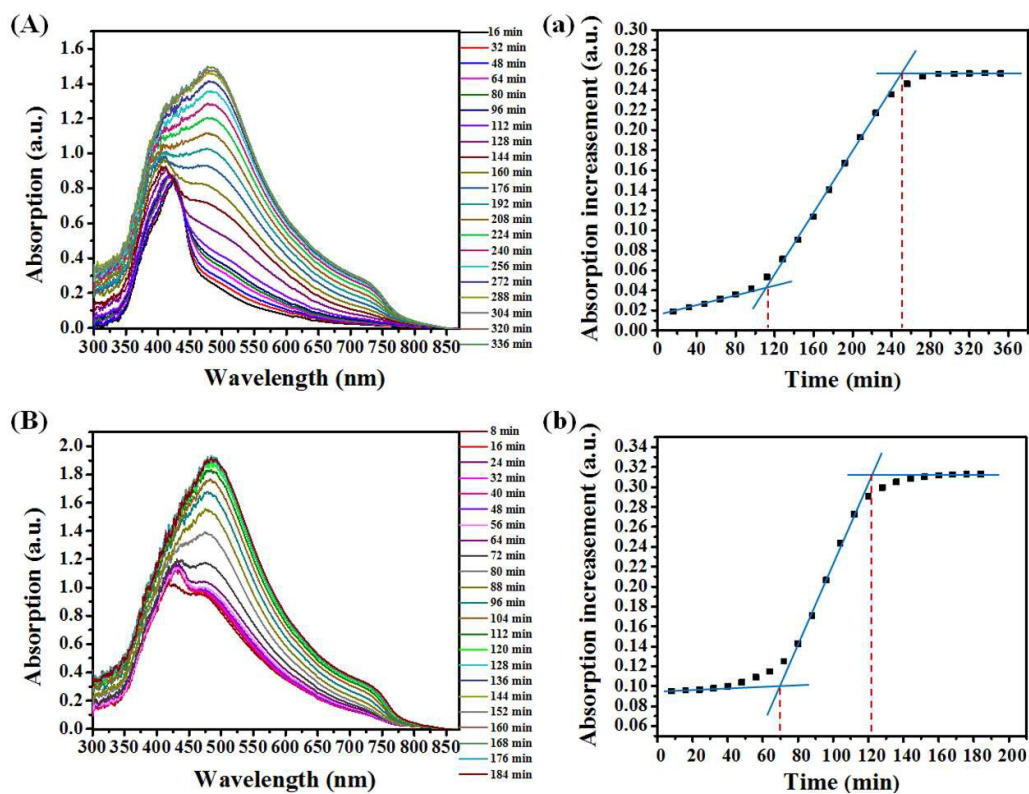 (A)
Absorption (a.u.)
1.6
1.4
1.2
1.0
0.8
0.6
0.4
0.2
0.0
300 350 400 450 500 550 600 650 700 750 800 850
Wavelength (nm)
16 min
32 min
48 min
64 min
80 min
96 min
112 min
128 min
144 min
160 min
176 min
192 min
208 min
224 min
240 min
256 min
272 min
288 min
304 min
320 min
336 min
(a)
Absorption increasement (a.u.)
0.30
0.28
0.26
0.24
0.22
0.20
0.18
0.16
0.14
0.12
0.10
0.08
0.06
0.04
0.02
0.00
0 40 80 120 160 200 240 280 320 360
Time (min)
(B)
Absorption (a.u.)
2.0
1.8
1.6
1.4
1.2
1.0
0.8
0.6
0.4
0.2
0.0
300 350 400 450 500 550 600 650 700 750 800 850
Wavelength (nm)
8 min
16 min
24 min
32 min
40 min
48 min
56 min
64 min
72 min
80 min
88 min
96 min
104 min
112 min
120 min
128 min
136 min
144 min
152 min
160 min
168 min
176 min
184 min
(b)
Absorption increasement (a.u.)
0.34
0.32
0.30
0.28
0.26
0.24
0.22
0.20
0.18
0.16
0.14
0.12
0.10
0.08
0.06
0 20 40 60 80 100 120 140 160 180 200
Time (min)